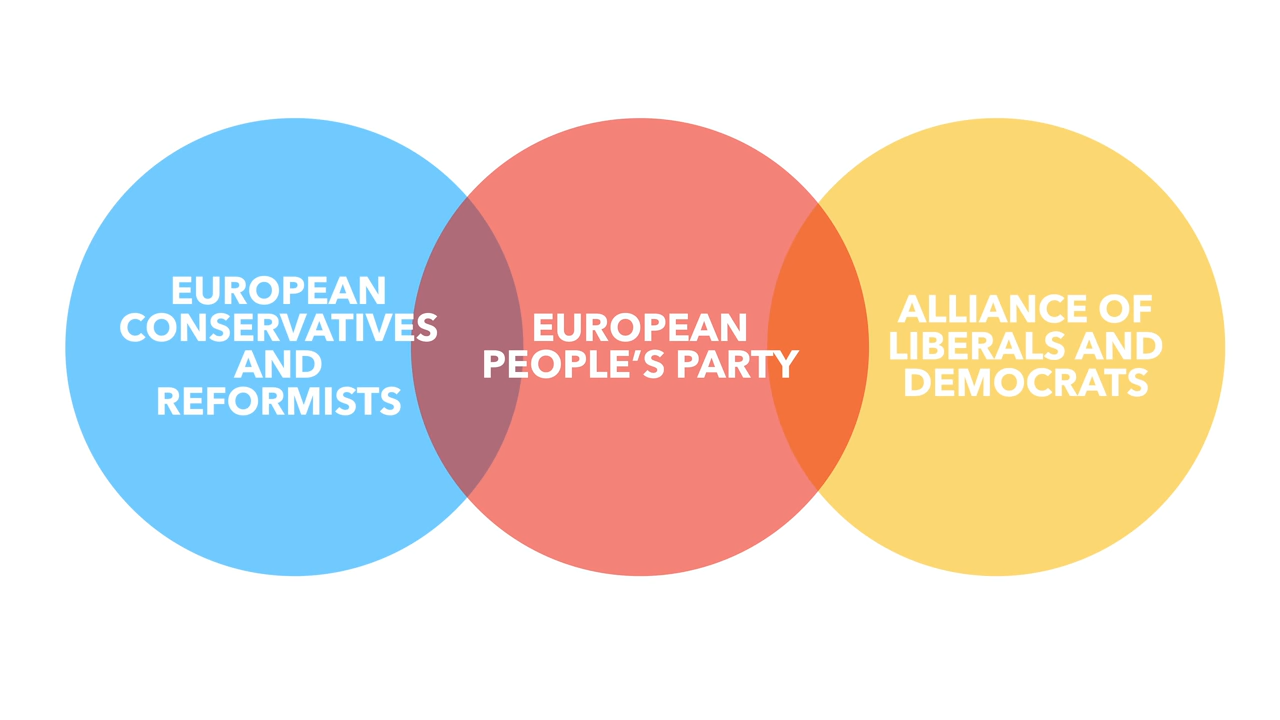 EUROPEAN
CONSERVATIVES
AND
REFORMISTS
EUROPEAN
PEOPLE’S PARTY
ALLIANCE OF
LIBERALS AND
DEMOCRATS